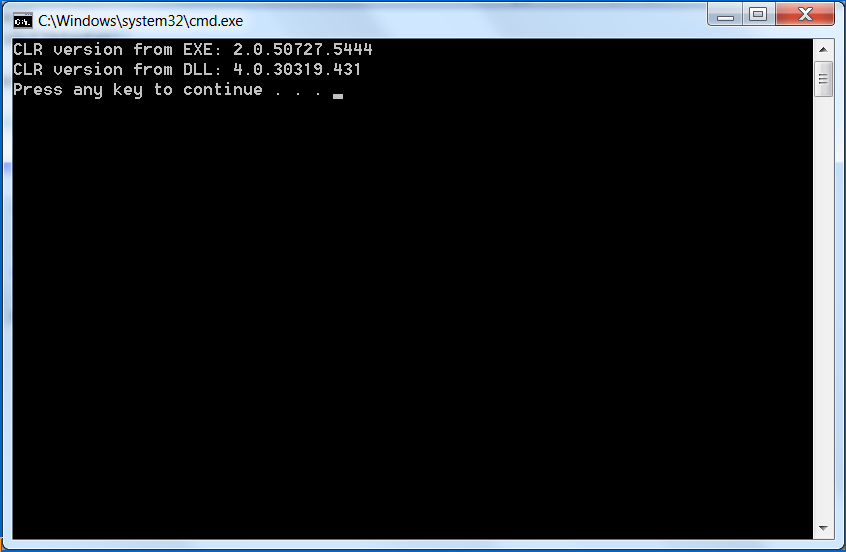 C:\Windows\system32\cmd.exe
CLR version from EXE: 2.0.50727.5444
CLR version from DLL: 4.0.30319.431
Press any key to continue . . .